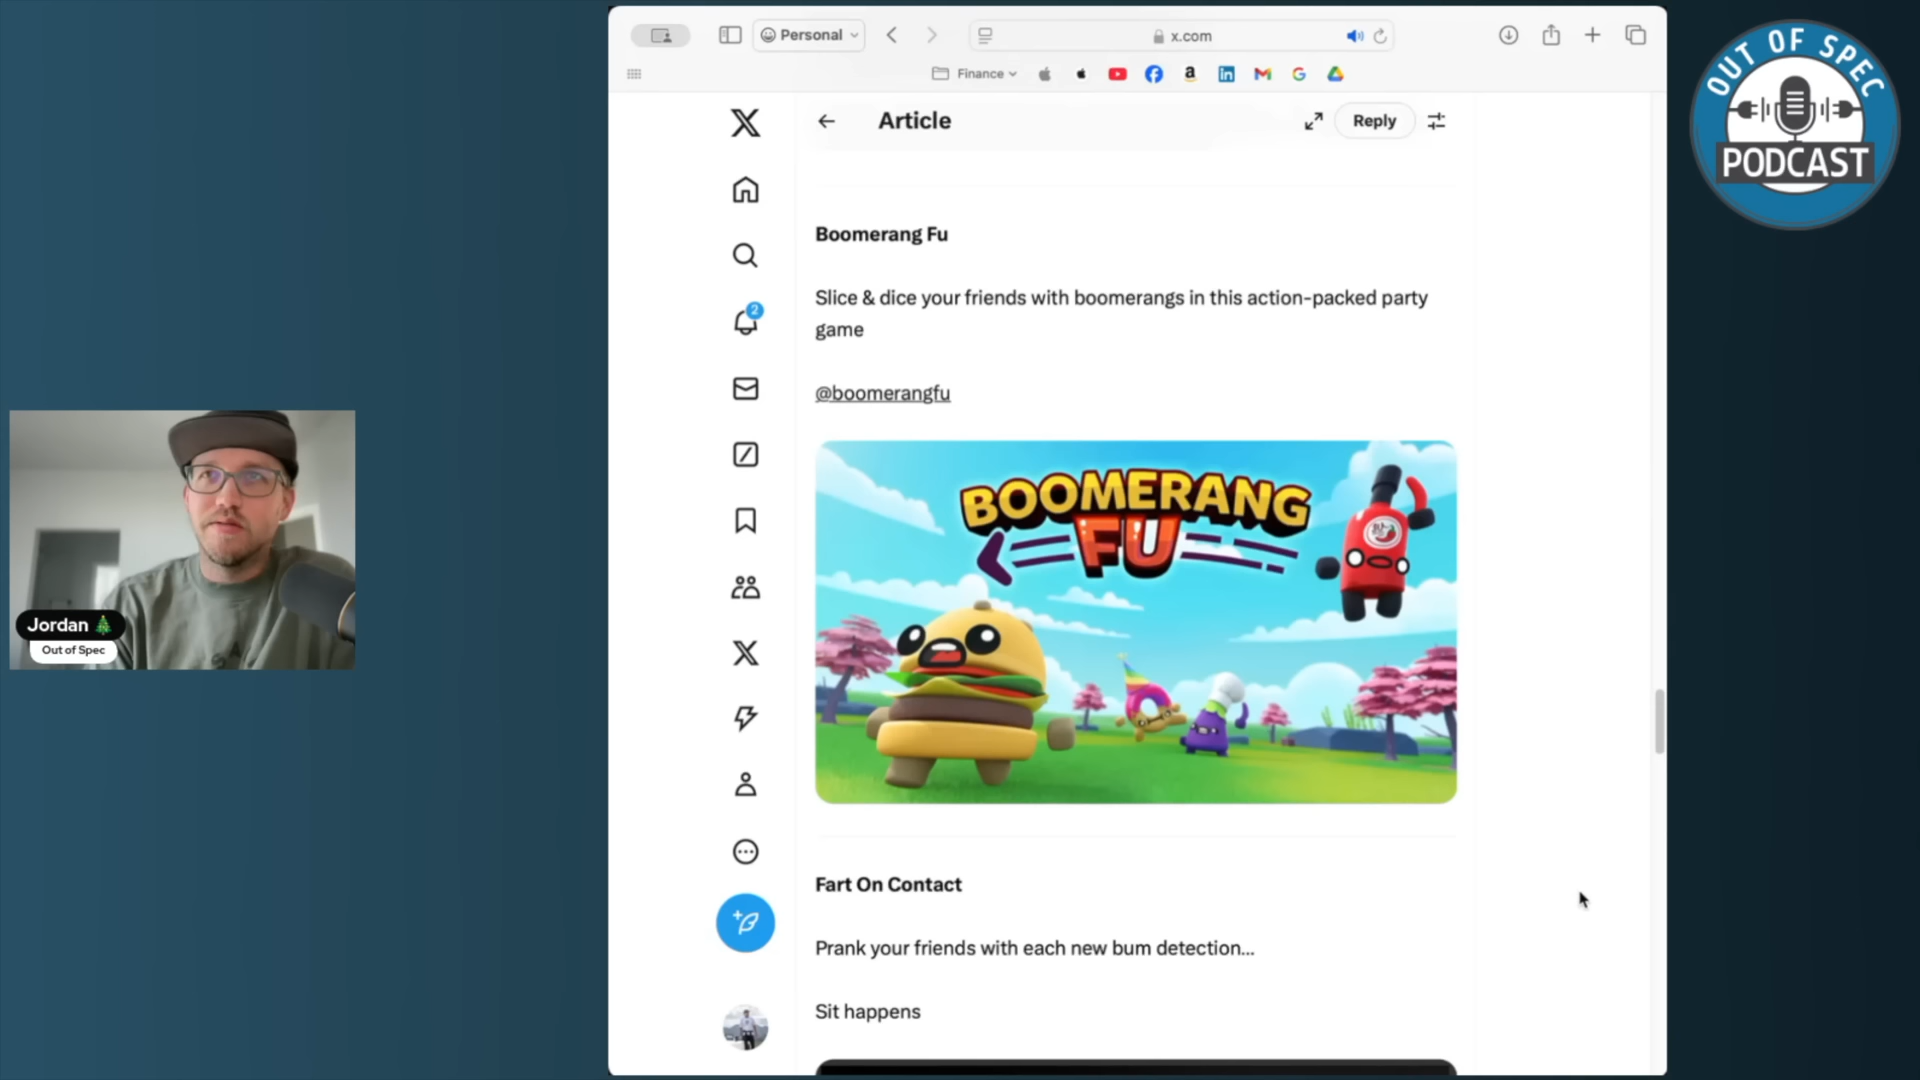 Personal
x.com
OUT OF SPEC
PODCAST
Finance
Article
Reply
Boomerang Fu
Slice & dice your friends with boomerangs in this action-packed party
game
2
@boomerangfu
BOOMERANG
FU
Jordan
Out of Spec
Fart On Contact
Prank your friends with each new bum detection...
Sit happens